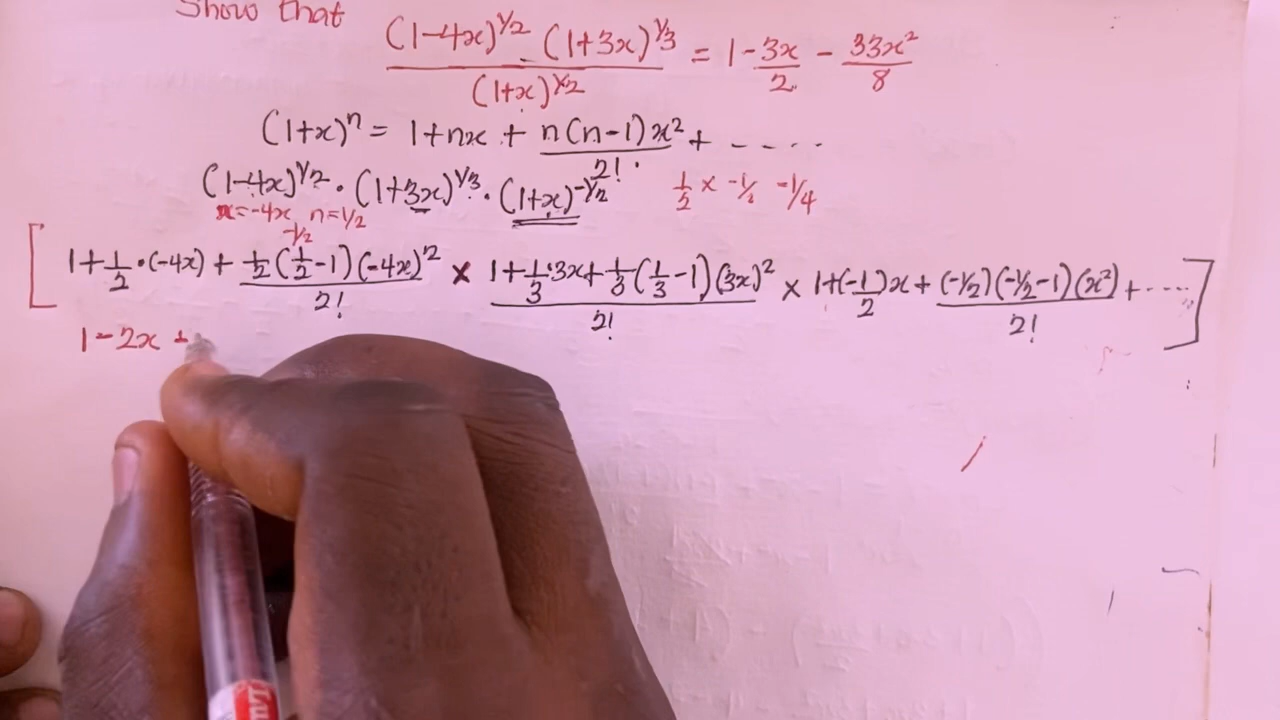 Show that
(1-4x)^1/2 (1+3x)^1/3 / (1+x)^1/2 = 1 - 3x/2 - 33x²/8
(1+x)^n = 1+nx + n(n-1)x²/2! + - - - - -
(1-4x)^1/2 · (1+3x)^1/3 · (1+x)^-1/2 1/2 × -1/2 -1/4
x=-4x, n=1/2
-1/2
[1+1/2·(-4x) + 1/2(1/2-1)(-4x)²/2! × 1+1/3·3x+1/3(1/3-1)(3x)²/2! × 1+(-1/2)x + (-1/2)(-1/2-1)(x²)/2! + ·····]
1-2x +